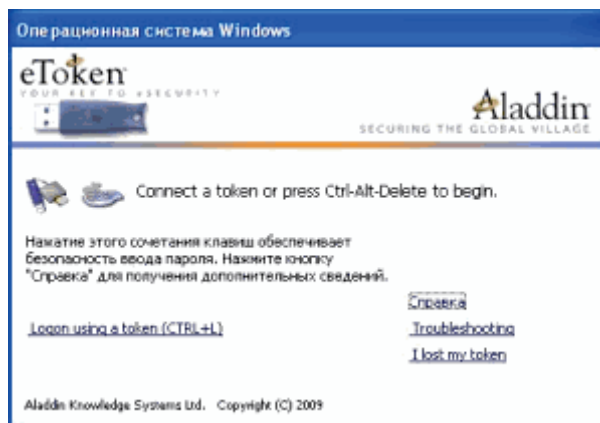 Операционная система Windows
eToken
YOUR KEY TO eSECURITY
Aladdin
SECURING THE GLOBAL VILLAGE
Connect a token or press Ctrl-Alt-Delete to begin.
Нажатие этого сочетания клавиш обеспечивает
безопасность ввода пароля. Нажмите кнопку
"Справка" для получения дополнительных сведений.
Справка
Logon using a token (CTRL+L)
Troubleshooting
I lost my token
Aladdin Knowledge Systems Ltd. Copyright (C) 2009